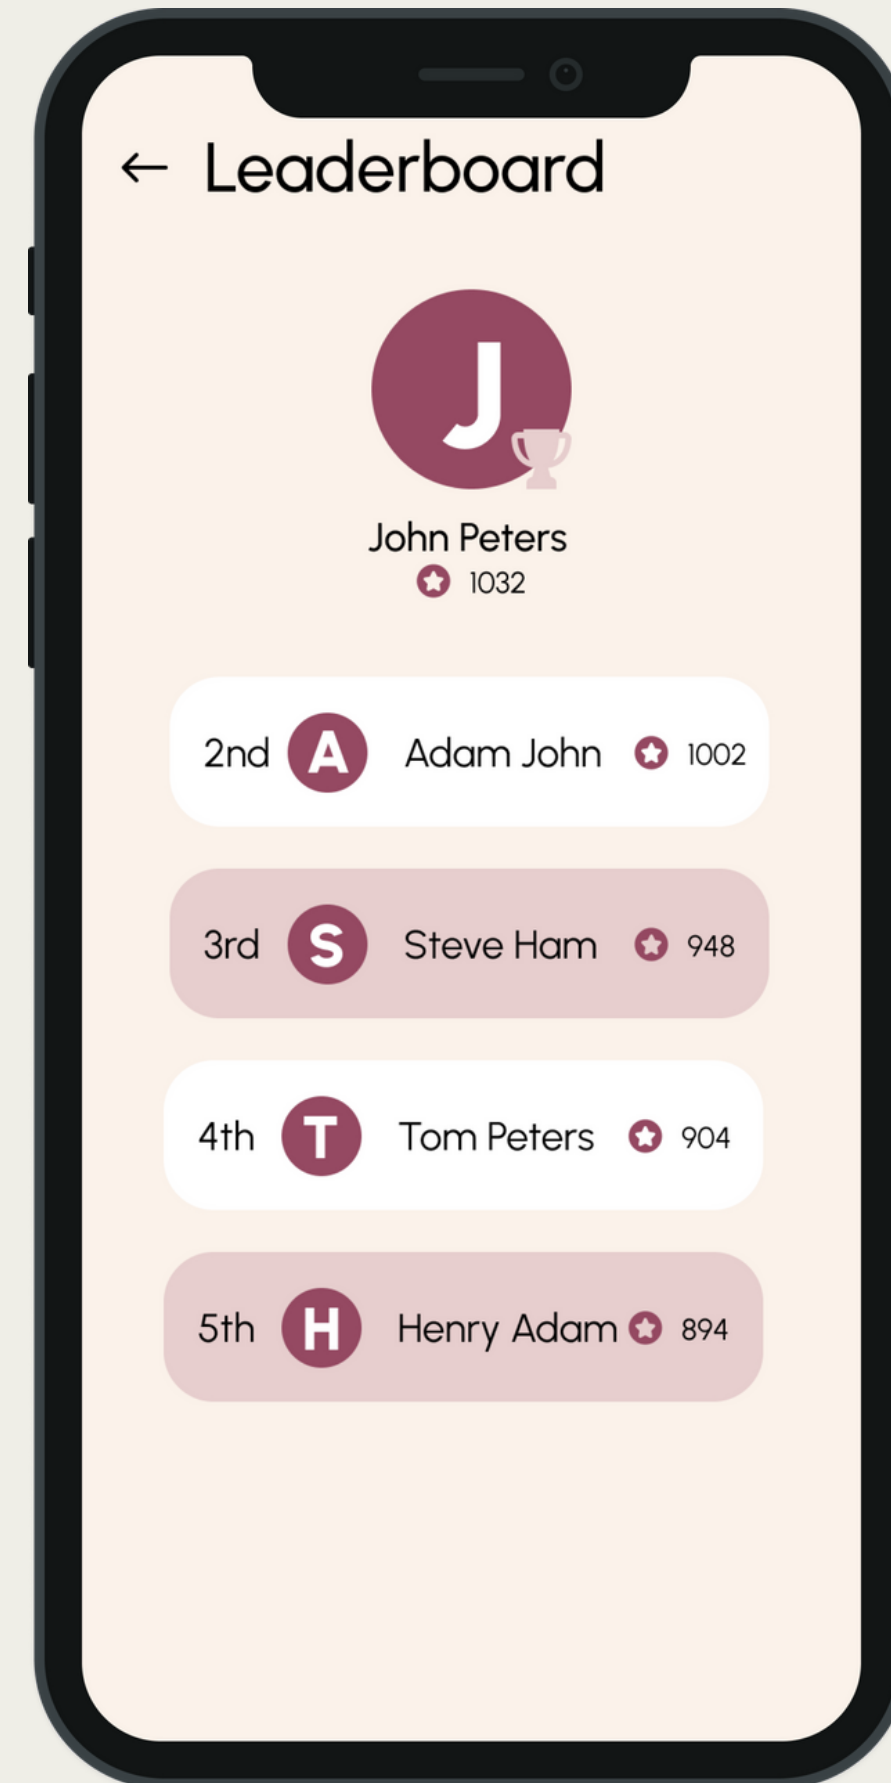 Leaderboard
J
John Peters
1032
2nd A Adam John 1002
3rd S Steve Ham 948
4th T Tom Peters 904
5th H Henry Adam 894